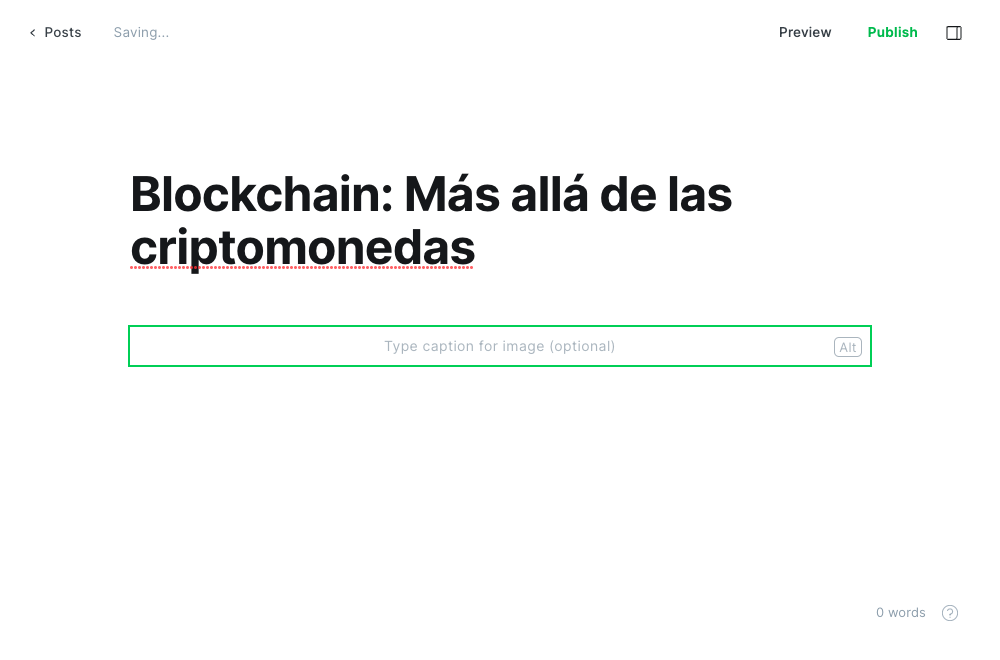 Posts
Saving...
Preview
Publish
Blockchain: Más allá de las
criptomonedas
Type caption for image (optional)
Alt
0 words
?